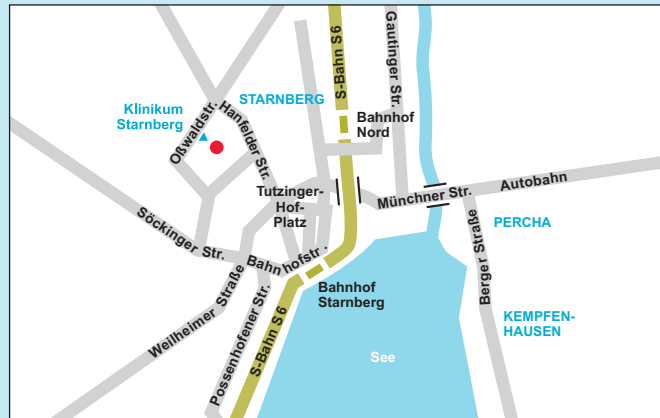 S-Bahn S6
Gautinger Str.
STARNBERG
Klinikum
Starnberg
Oßwaldstr.
Hanfelder Str.
Bahnhof
Nord
Autobahn
Münchner Str.
Tutzinger-
Hof-
Platz
Söckinger Str.
Bahnhofstr.
PERCHA
Berger Straße
Bahnhof
Starnberg
Weilheimer Straße
Possenhofener Str.
S-Bahn S6
KEMPFEN-
HAUSEN
See